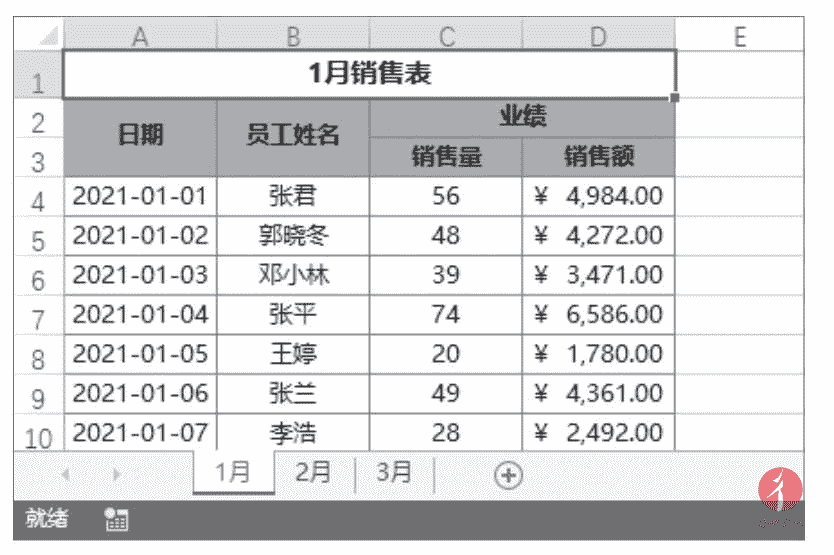 A B C D E
1 1月销售表
2 日期 员工姓名 业绩
3 销售量 销售额
4 2021-01-01 张君 56 ¥ 4,984.00
5 2021-01-02 郭晓冬 48 ¥ 4,272.00
6 2021-01-03 邓小林 39 ¥ 3,471.00
7 2021-01-04 张平 74 ¥ 6,586.00
8 2021-01-05 王婷 20 ¥ 1,780.00
9 2021-01-06 张兰 49 ¥ 4,361.00
10 2021-01-07 李浩 28 ¥ 2,492.00
1月 2月 3月
就绪